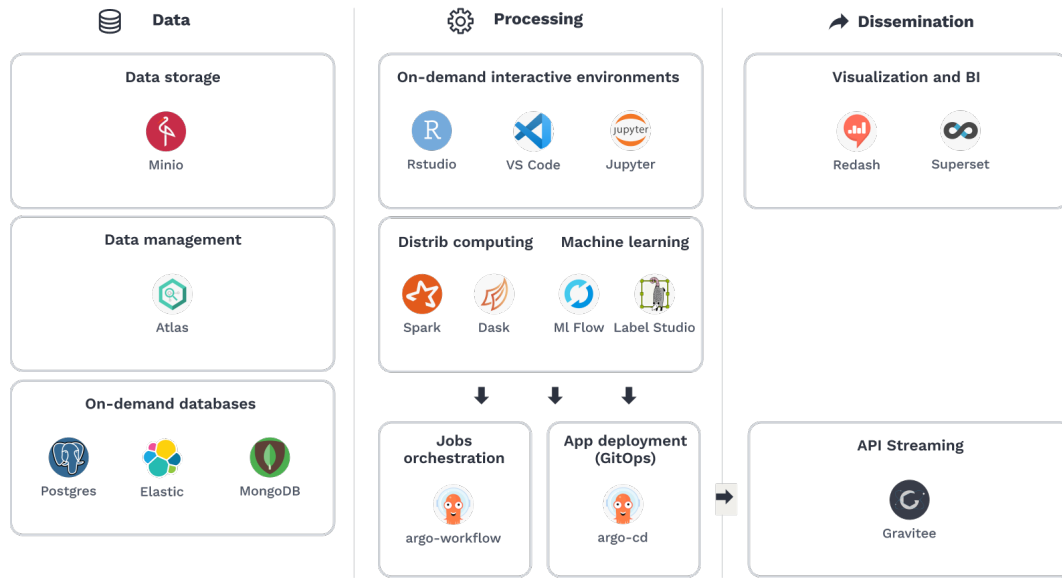 Data
Processing
Dissemination
Data storage
Minio
Data management
Atlas
On-demand databases
Postgres
Elastic
MongoDB
On-demand interactive environments
R
Rstudio
VS Code
jupyter
Jupyter
Distrib computing
Machine learning
Spark
Dask
Ml Flow
Label Studio
Jobs
orchestration
argo-workflow
App deployment
(GitOps)
argo-cd
Visualization and BI
Redash
Superset
API Streaming
Gravitee